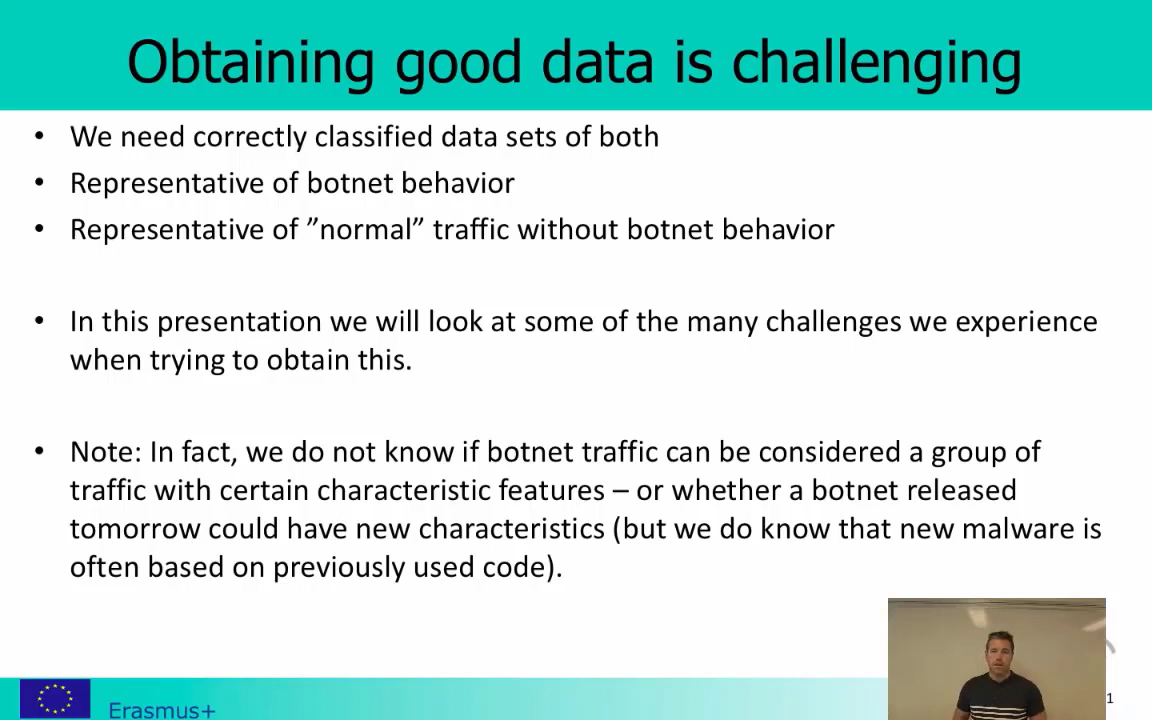 Obtaining good data is challenging
• We need correctly classified data sets of both
• Representative of botnet behavior
• Representative of ”normal” traffic without botnet behavior
• In this presentation we will look at some of the many challenges we experience
when trying to obtain this.
• Note: In fact, we do not know if botnet traffic can be considered a group of
traffic with certain characteristic features – or whether a botnet released
tomorrow could have new characteristics (but we do know that new malware is
often based on previously used code).
Erasmus+
1